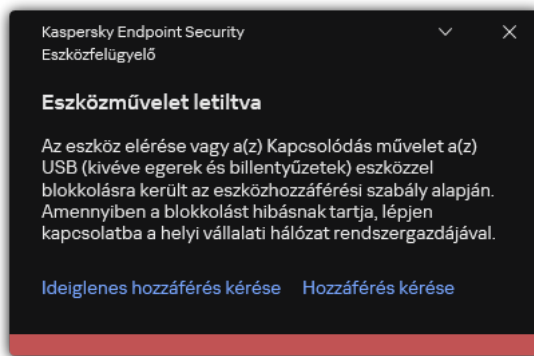 Kaspersky Endpoint Security
Eszközfelügyelő
Eszközművelet letiltva
Az eszköz elérése vagy a(z) Kapcsolódás művelet a(z)
USB (kivéve egerek és billentyűzetek) eszközzel
blokkolásra került az eszközhozzáférési szabály alapján.
Amennyiben a blokkolást hibásnak tartja, lépjen
kapcsolatba a helyi vállalati hálózat rendszergazdájával.
Ideiglenes hozzáférés kérése Hozzáférés kérése